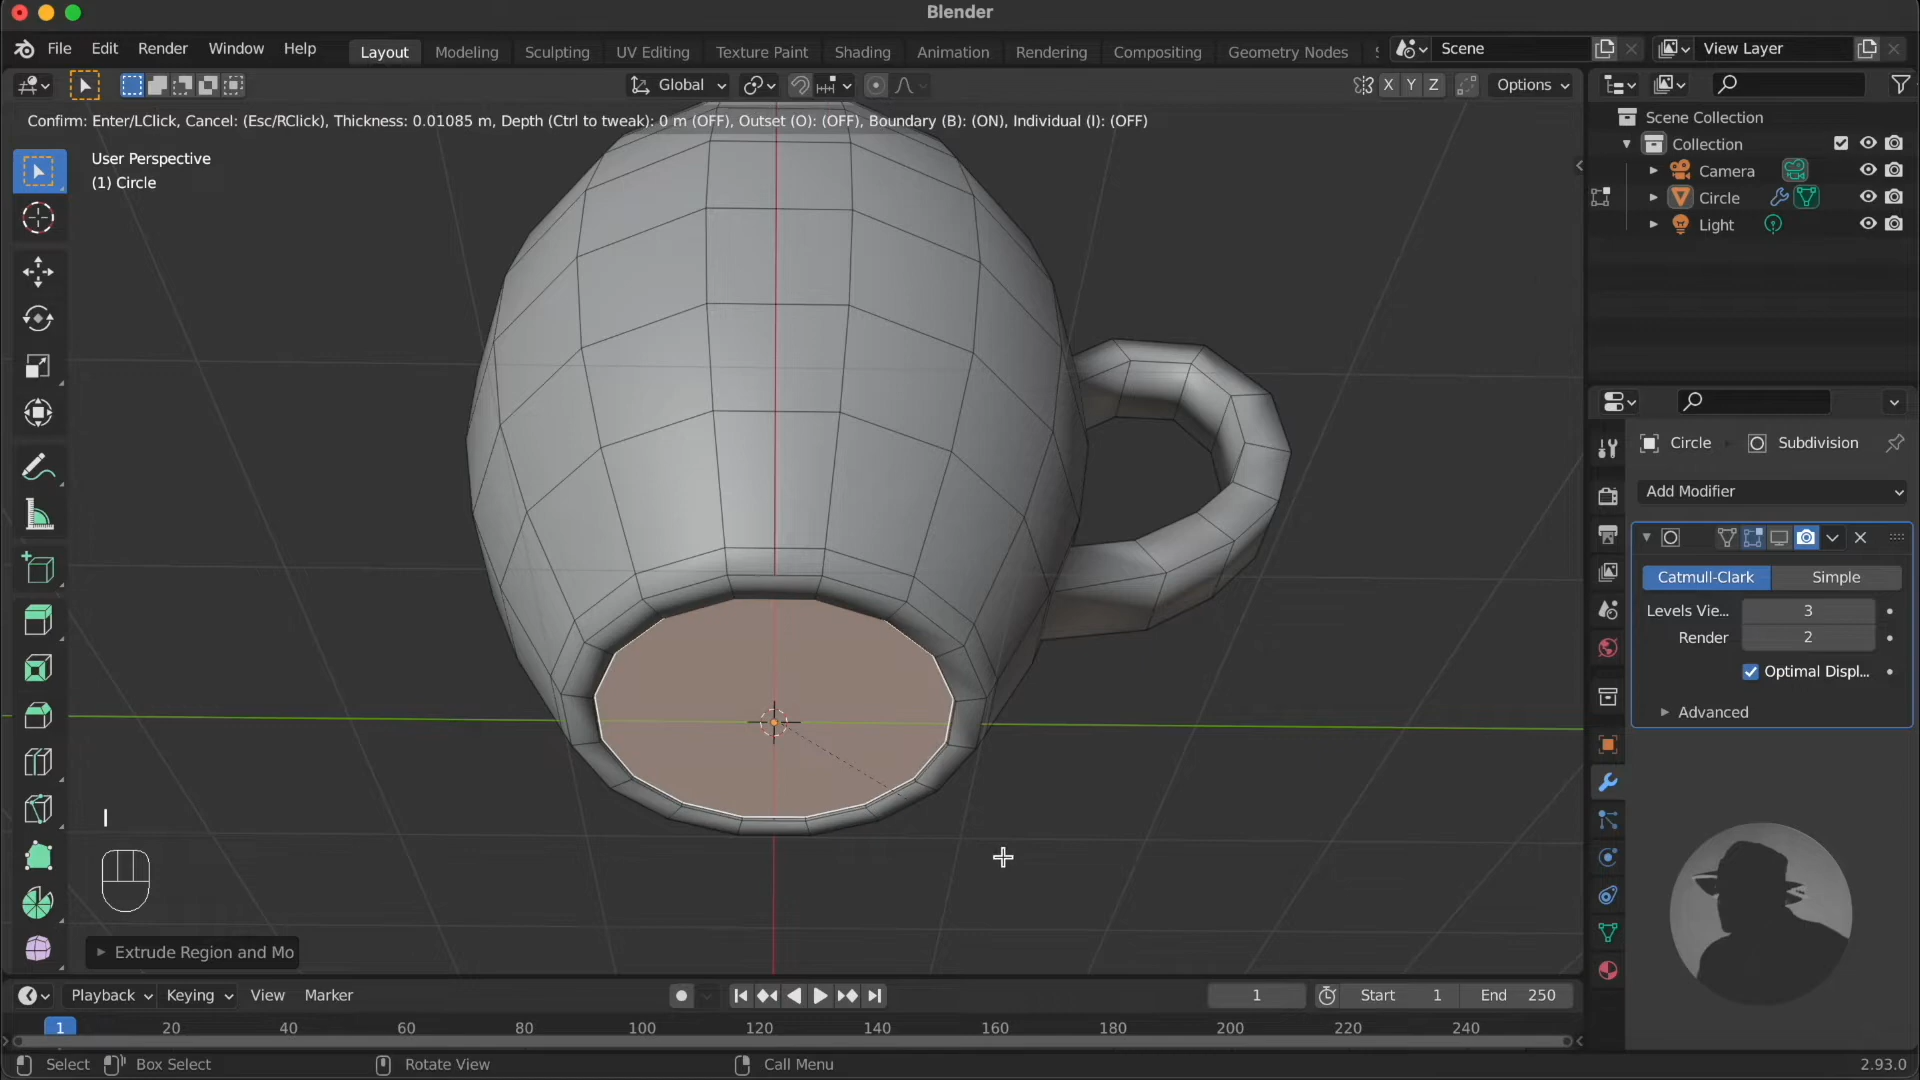 Blender
File Edit Render Window Help Layout Modeling Sculpting UV Editing Texture Paint Shading Animation Rendering Compositing Geometry Nodes Scene View Layer
Global X Y Z Options
Confirm: Enter/LClick, Cancel: (Esc/RClick), Thickness: 0.01085 m, Depth (Ctrl to tweak): 0 m (OFF), Outset (O): (OFF), Boundary (B): (ON), Individual (I): (OFF)
User Perspective
(1) Circle
Scene Collection
Collection
Camera
Circle
Light
Circle Subdivision
Add Modifier
Catmull-Clark Simple
Levels Vie... 3
Render 2
Optimal Displ...
Advanced
I
Extrude Region and Mo
Playback Keying View Marker 1 Start 1 End 250
1 20 40 60 80 100 120 140 160 180 200 220 240
Select Box Select Rotate View Call Menu 2.93.0